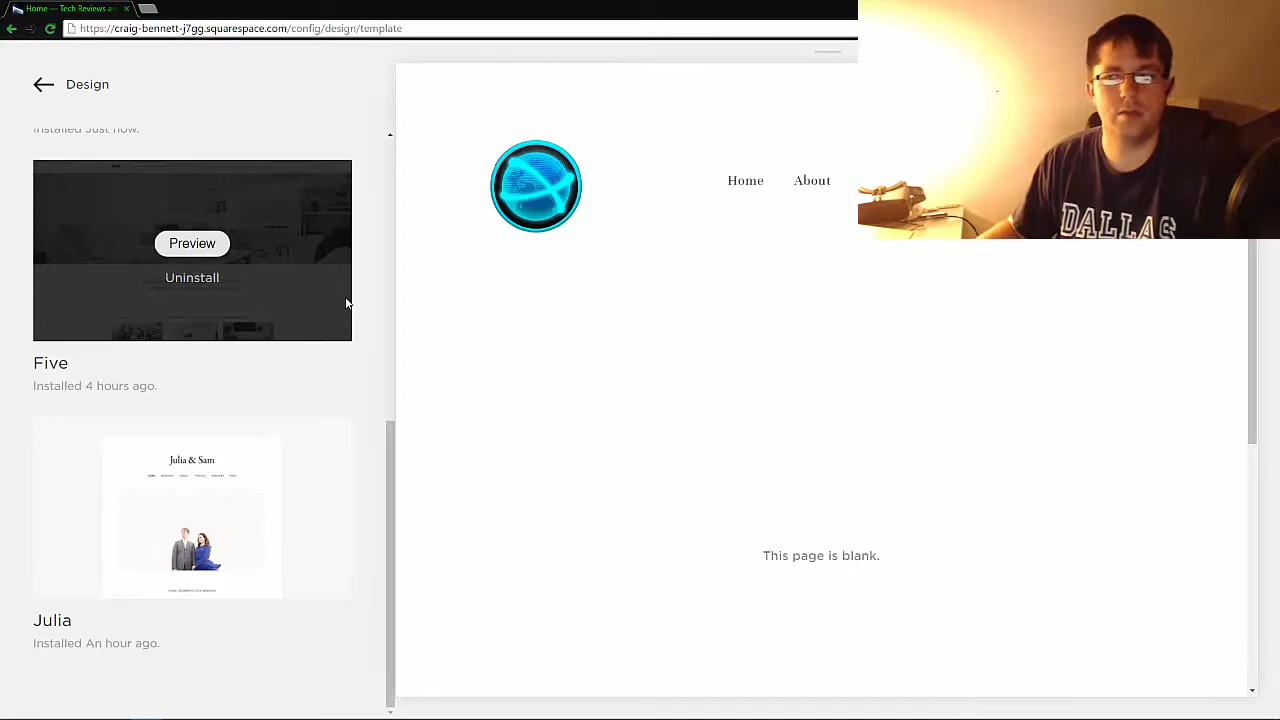 Home — Tech Reviews an
https://craig-bennett-j7gg.squarespace.com/config/design/template
Design
Installed Just now.
Home About
Preview
Uninstall
Five
Installed 4 hours ago.
Julia & Sam
This page is blank.
Julia
Installed An hour ago.
DALLAS